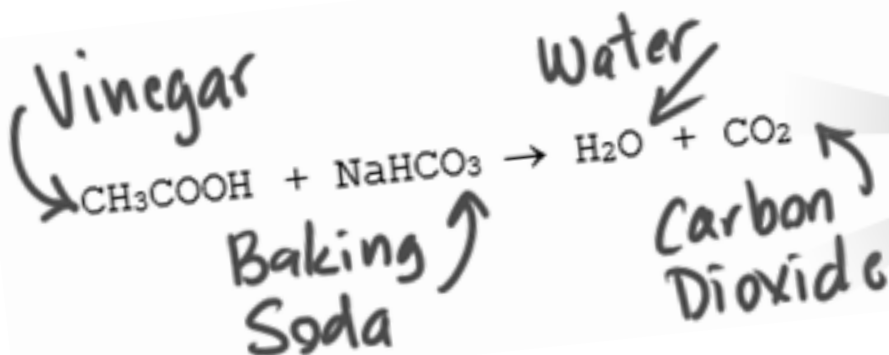 Vinegar
Water
CH₃COOH + NaHCO₃ → H₂O + CO₂
Baking
Soda
Carbon
Dioxide